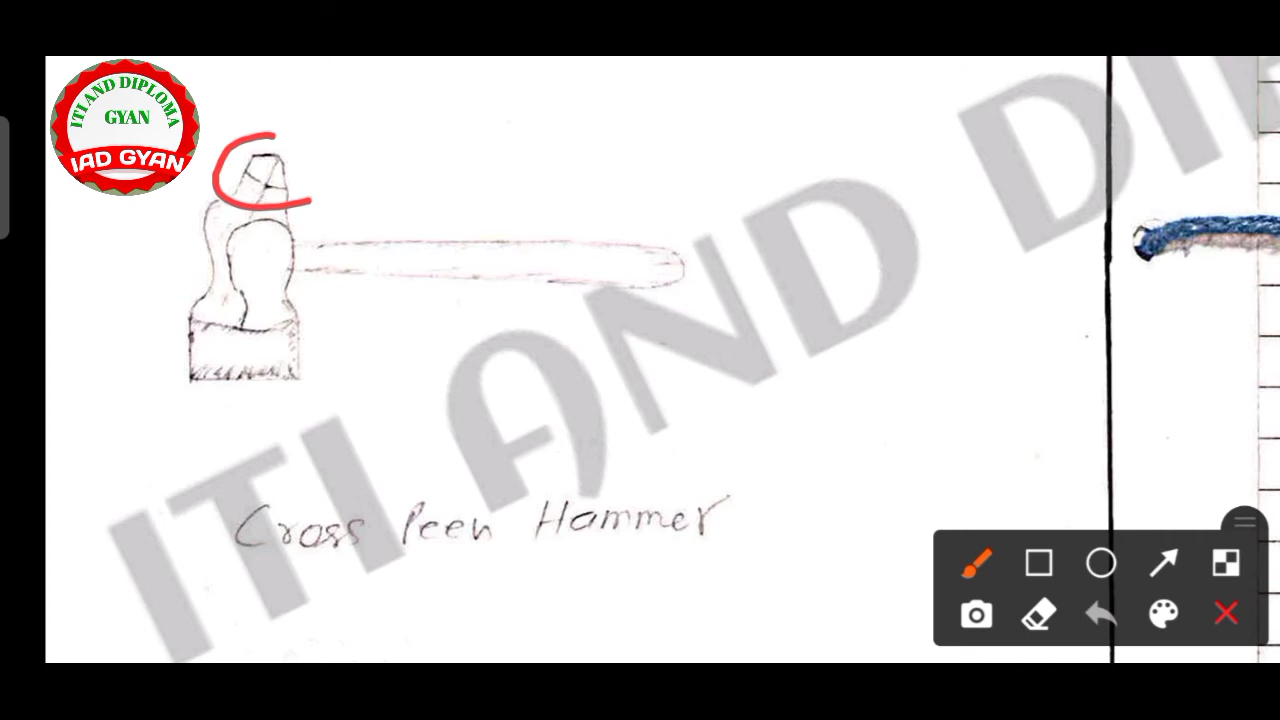 ITI AND DIPLOMA
GYAN
IAD GYAN
ITI AND DI
Cross Peen Hammer